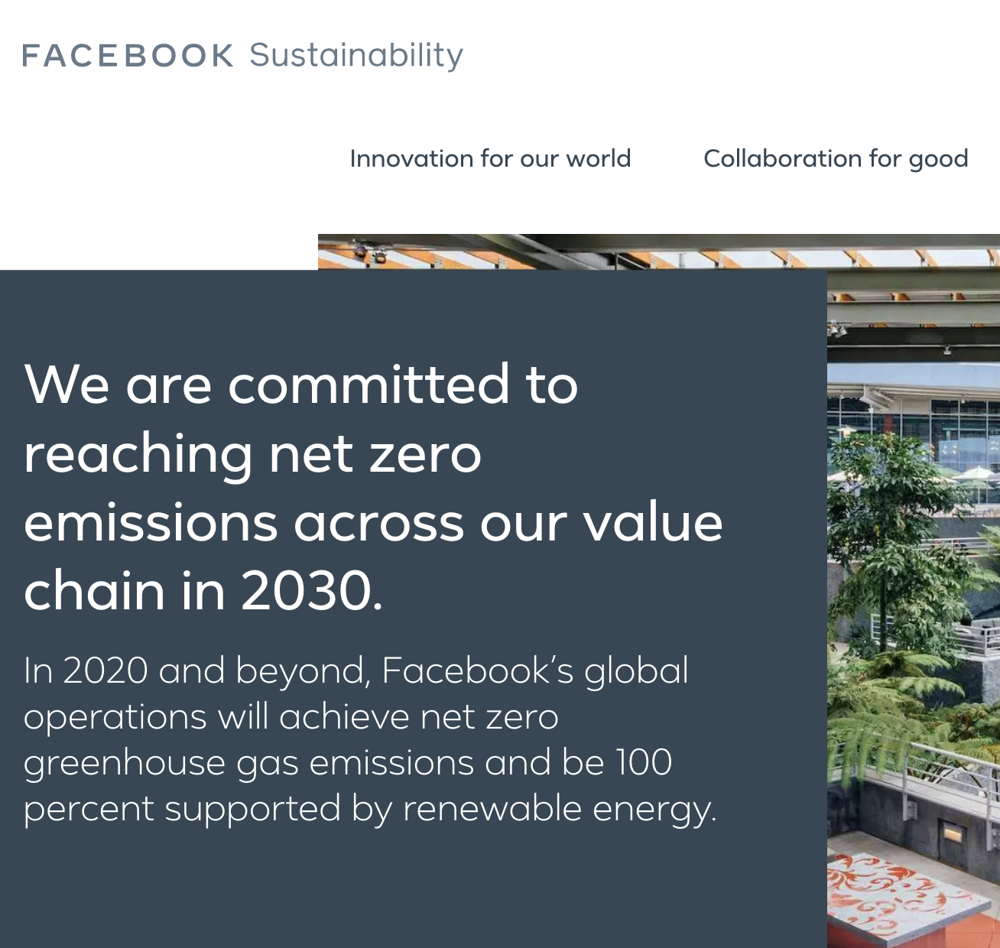 FACEBOOK Sustainability
Innovation for our world
Collaboration for good
We are committed to
reaching net zero
emissions across our value
chain in 2030.
In 2020 and beyond, Facebook’s global
operations will achieve net zero
greenhouse gas emissions and be 100
percent supported by renewable energy.